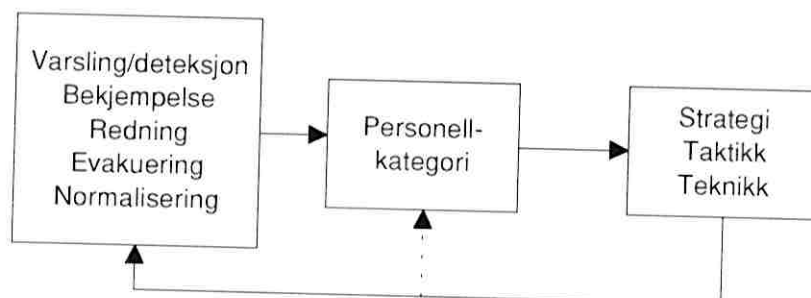 Varsling/deteksjon
Bekjempelse
Redning
Evakuering
Normalisering
Personell-
kategori
Strategi
Taktikk
Teknikk